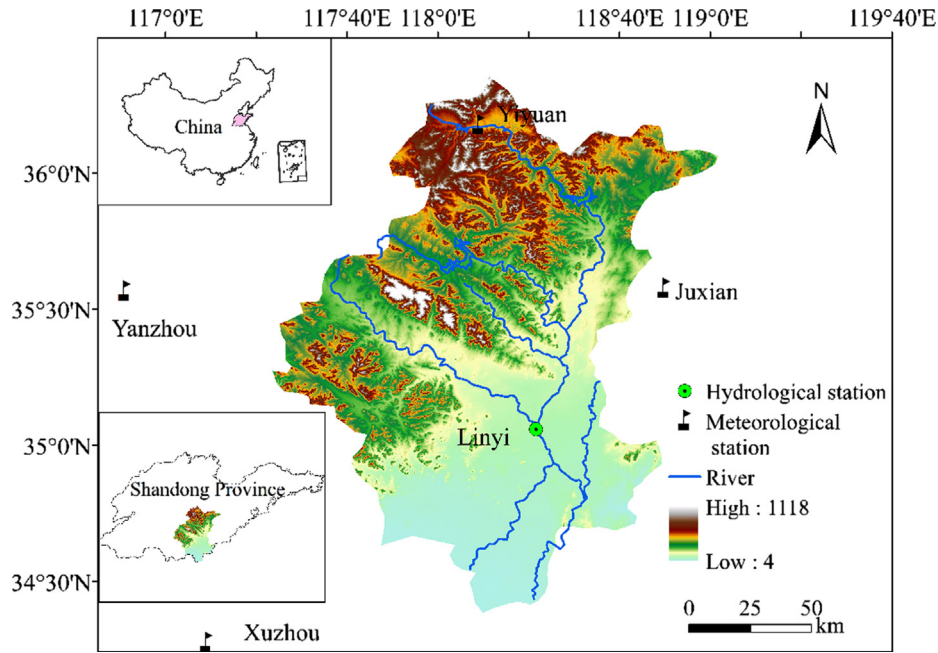 117°0'E 117°40'E 118°0'E 118°40'E 119°0'E 119°40'E
China
Yiyuan
N
36°0'N
35°50'N
Yanzhou
Juxian
Hydrological station
Meteorological
station
Linyi
35°0'N
River
Shandong Province
High : 1118
Low : 4
34°50'N
0 25 50
km
Xuzhou